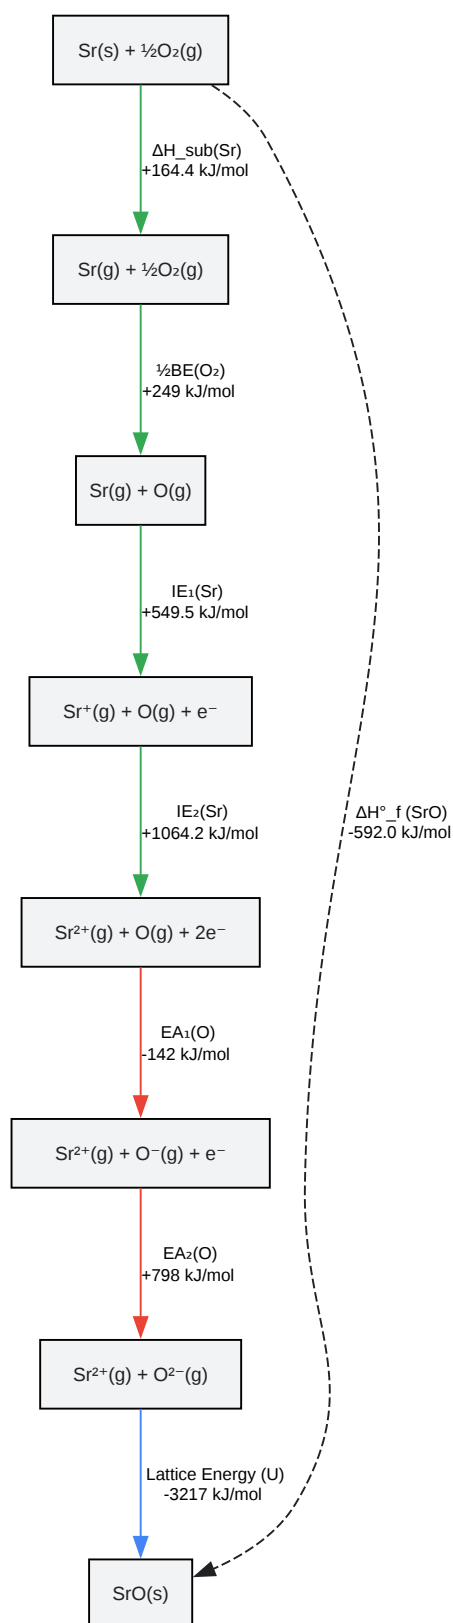 Sr(s) + ½O₂(g)
ΔH_sub(Sr)
+164.4 kJ/mol
Sr(g) + ½O₂(g)
½BE(O₂)
+249 kJ/mol
Sr(g) + O(g)
IE₁(Sr)
+549.5 kJ/mol
Sr⁺(g) + O(g) + e⁻
IE₂(Sr)
+1064.2 kJ/mol
ΔH°_f (SrO)
-592.0 kJ/mol
Sr²⁺(g) + O(g) + 2e⁻
EA₁(O)
-142 kJ/mol
Sr²⁺(g) + O⁻(g) + e⁻
EA₂(O)
+798 kJ/mol
Sr²⁺(g) + O²⁻(g)
Lattice Energy (U)
-3217 kJ/mol
SrO(s)